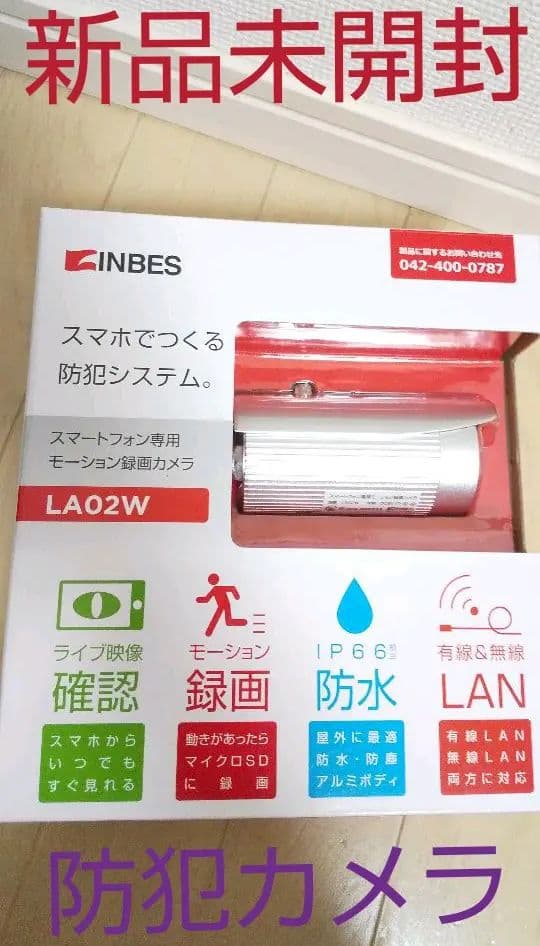 新品未開封
INBES
製品に関するお問い合わせ先
042-400-0787
スマホでつくる
防犯システム。
スマートフォン専用
モーション録画カメラ
LA02W
ライブ映像
確認
スマホから
いつでも
すぐ見れる
モーション
録画
動きがあったら
マイクロSD
に録画
IP66相当
防水
屋外に最適
防水・防塵
アルミボディ
有線&無線
LAN
有線LAN
無線LAN
両方に対応
防犯カメラ